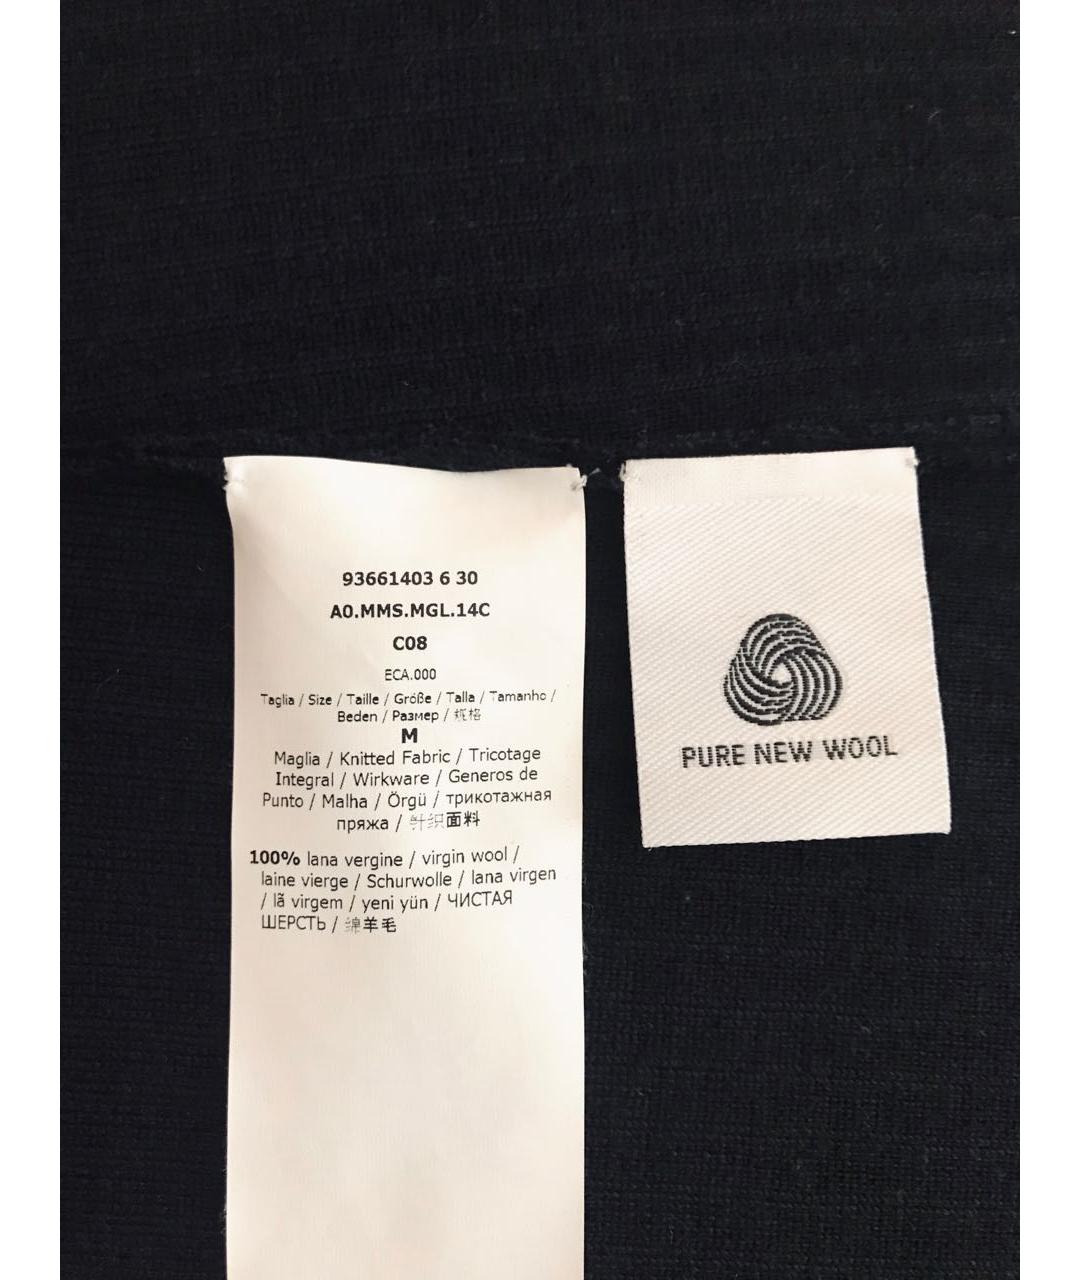 93661403 6 30
A0.MMS.MGL.14C
C08
ECA.000
Taglia / Size / Taille / Größe / Talla / Tamanho /
Beden / Размер / 规格
M
Maglia / Knitted Fabric / Tricotage
Integral / Wirkware / Generos de
Punto / Malha / Örgü / трикотажная
пряжа / 针织面料
100% lana vergine / virgin wool /
laine vierge / Schurwolle / lana virgen
/ lã virgem / yeni yün / ЧИСТАЯ
ШЕРСТЬ / 绵羊毛
PURE NEW WOOL